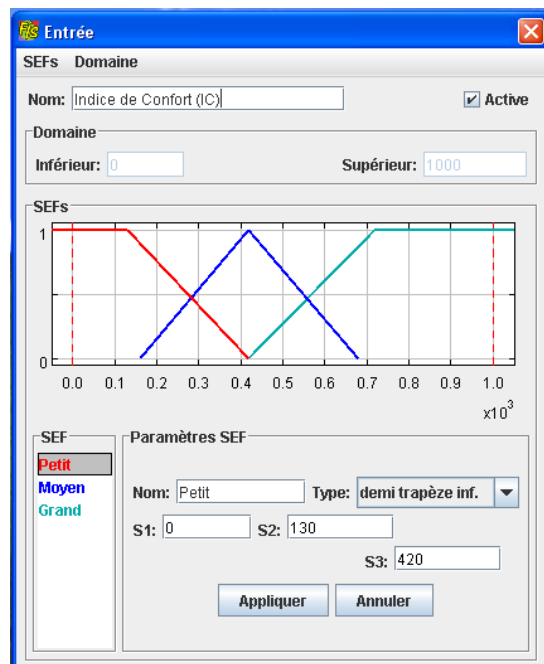 Entrée
SEFs Domaine
Nom: Indice de Confort (IC) Active
Domaine
Inférieur: 0 Supérieur: 1000
SEFs
1
0
0.0 0.1 0.2 0.3 0.4 0.5 0.6 0.7 0.8 0.9 1.0
x10³
SEF Paramètres SEF
Petit
Moyen
Grand
Nom: Petit Type: demi trapèze inf.
S1: 0 S2: 130
S3: 420
Appliquer Annuler